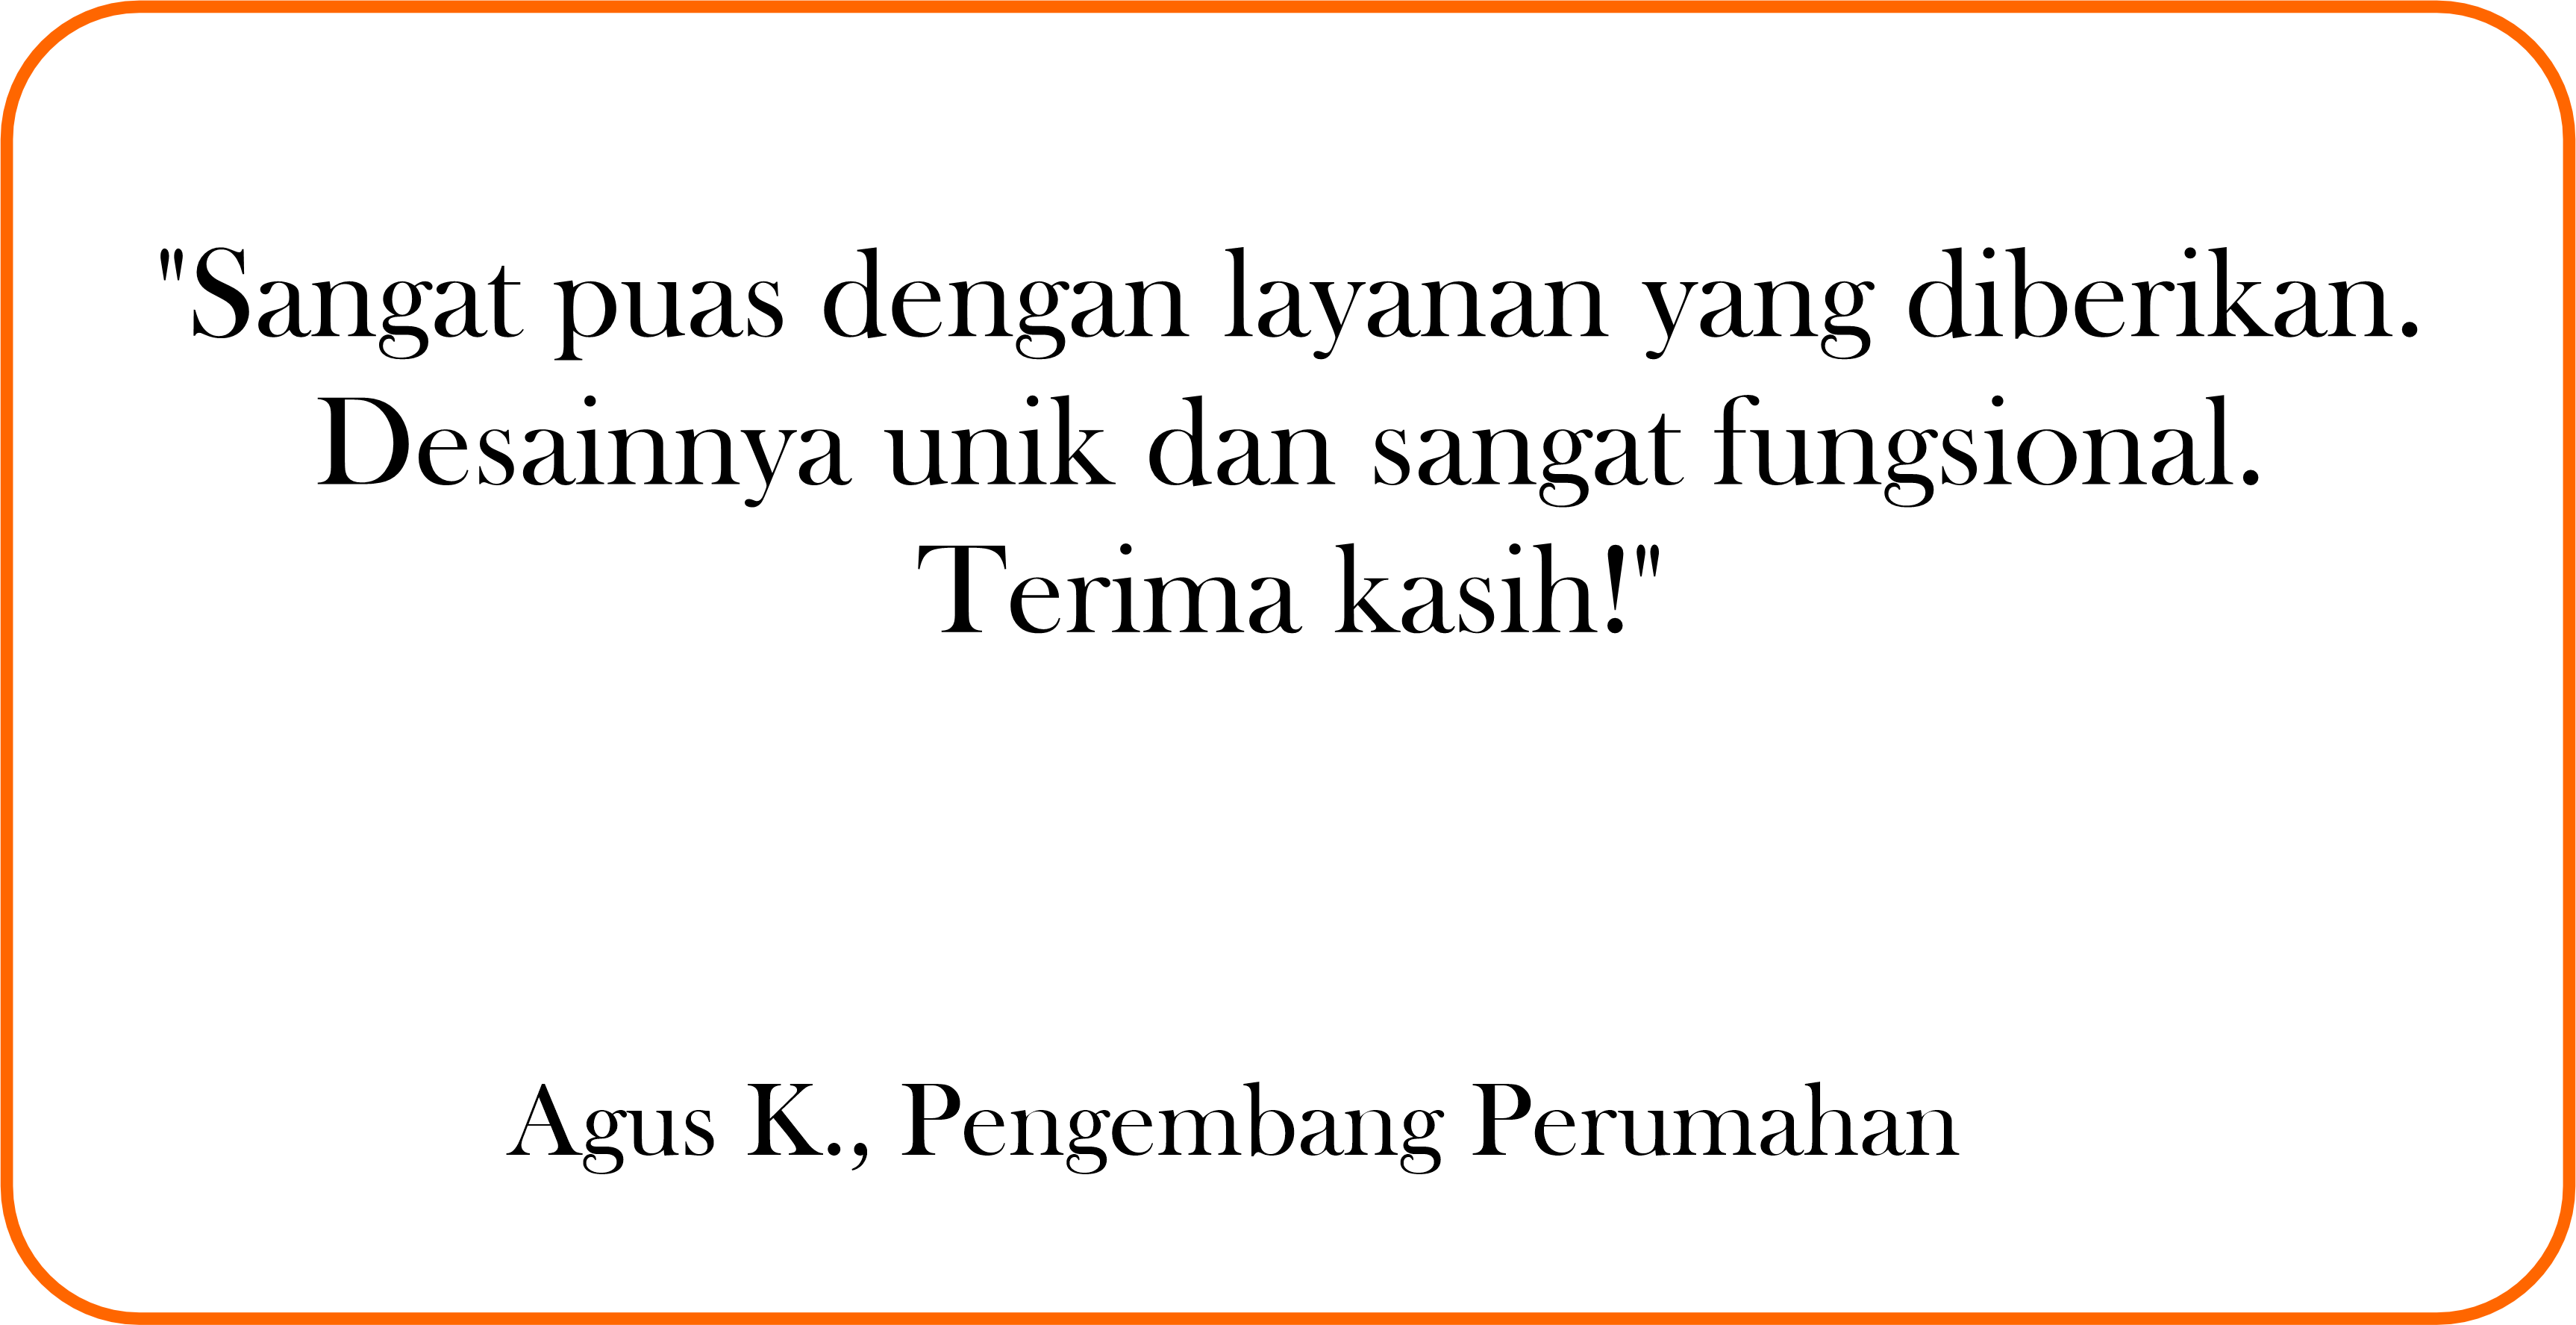 "Sangat puas dengan layanan yang diberikan.
Desainnya unik dan sangat fungsional.
Terima kasih!"
Agus K., Pengembang Perumahan